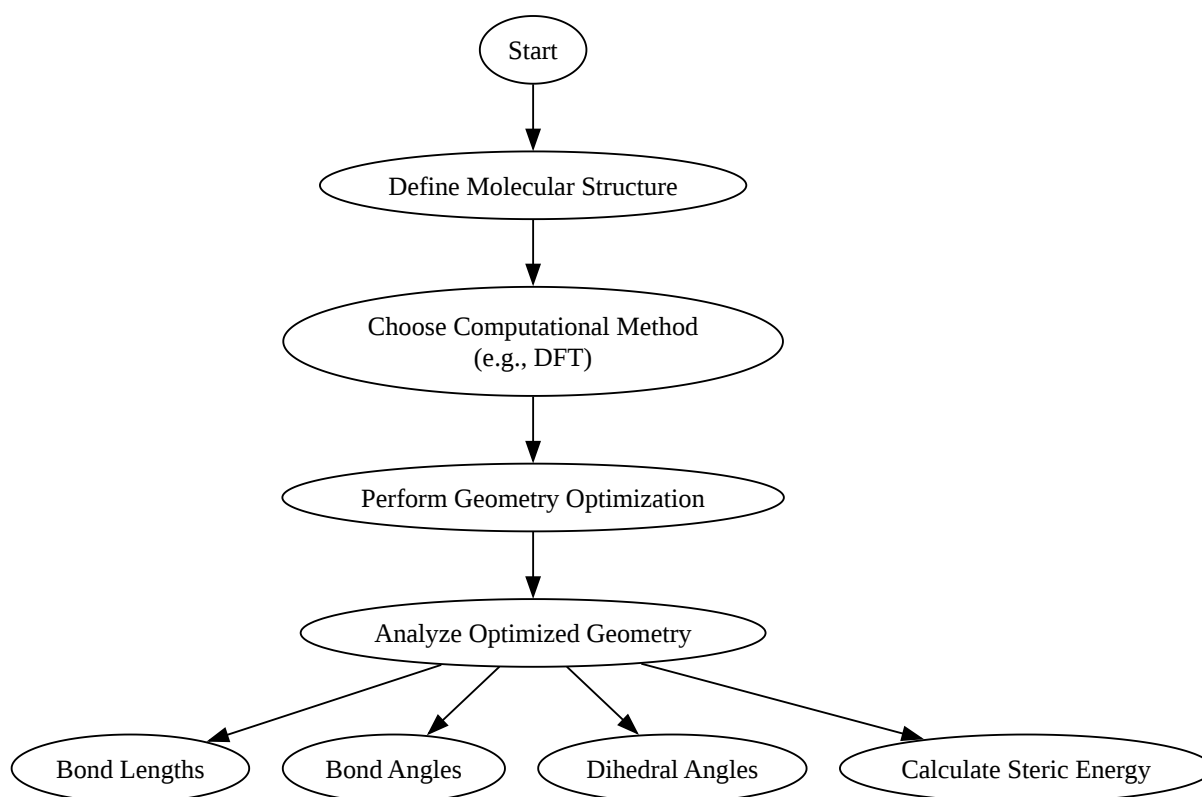 Start
Define Molecular Structure
Choose Computational Method
(e.g., DFT)
Perform Geometry Optimization
Analyze Optimized Geometry
Bond Lengths
Bond Angles
Dihedral Angles
Calculate Steric Energy